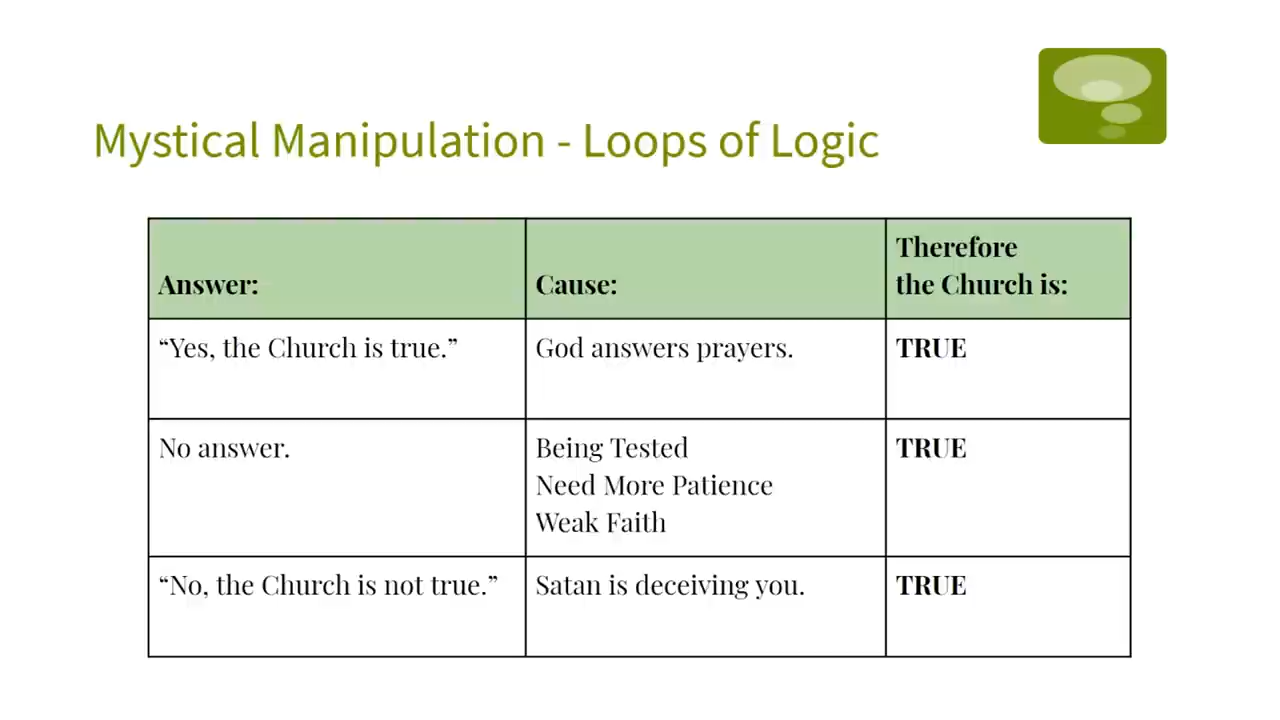 Mystical Manipulation - Loops of Logic
Answer:
Cause:
Therefore
the Church is:
“Yes, the Church is true.”
God answers prayers.
TRUE
No answer.
Being Tested
Need More Patience
Weak Faith
TRUE
“No, the Church is not true.”
Satan is deceiving you.
TRUE